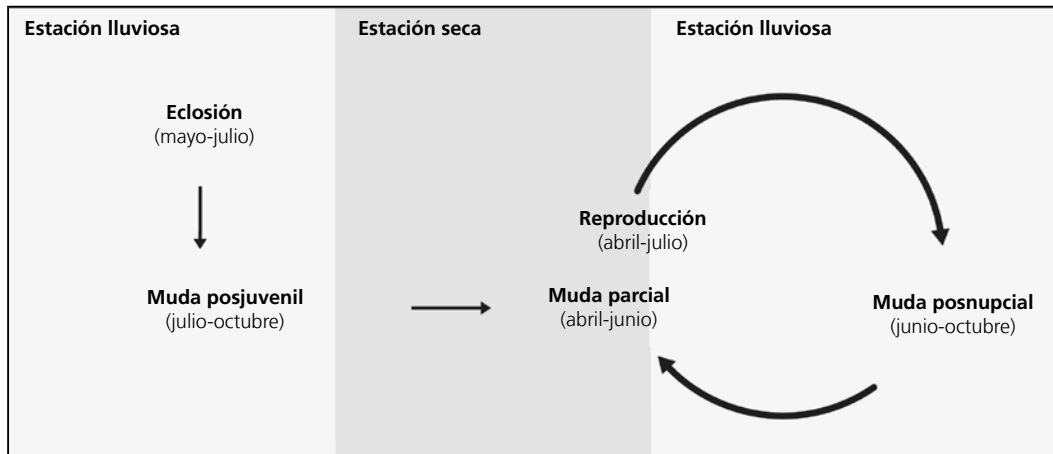 Estación lluviosa
Estación seca
Estación lluviosa
Eclosión
(mayo-julio)
Reproducción
(abril-julio)
Muda posjuvenil
(julio-octubre)
Muda parcial
(abril-junio)
Muda posnupcial
(junio-octubre)